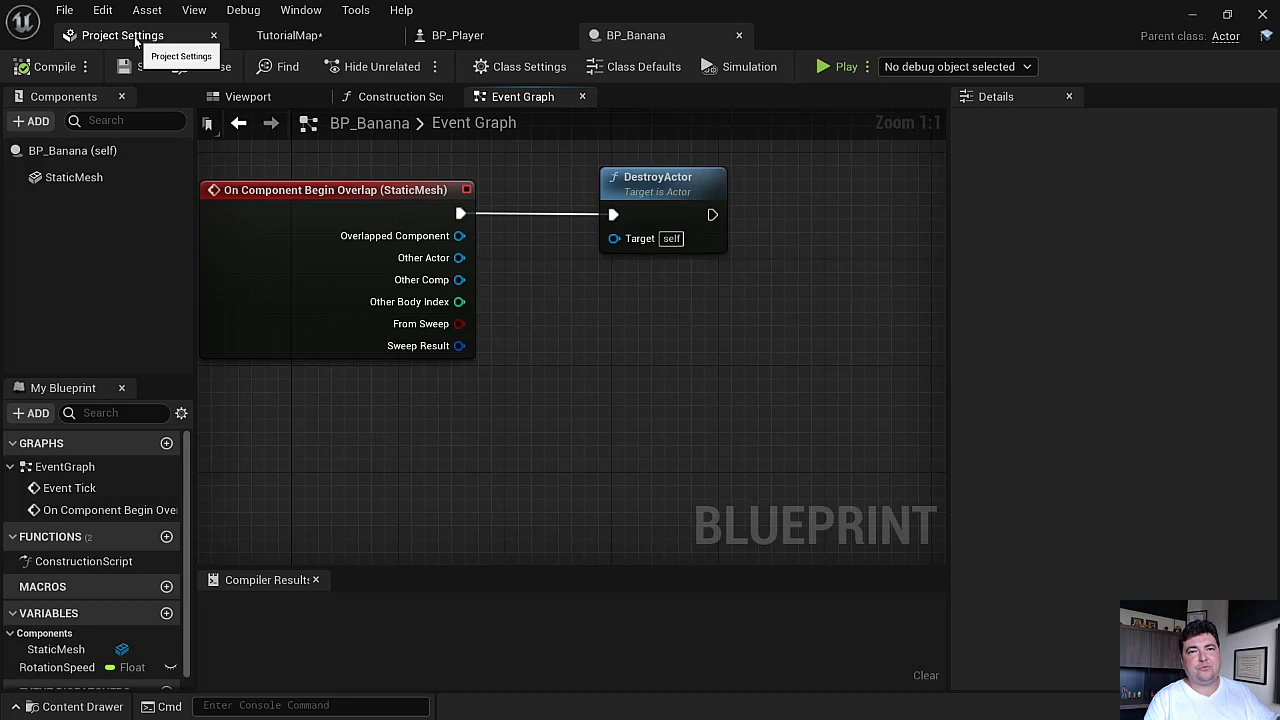 File Edit Asset View Debug Window Tools Help
Project Settings TutorialMap* BP_Player BP_Banana Parent class: Actor
Project Settings
Compile Find Hide Unrelated Class Settings Class Defaults Simulation Play No debug object selected
Components Viewport Construction Scr Event Graph Details
ADD Search BP_Banana > Event Graph Zoom 1:1
BP_Banana (self)
StaticMesh
On Component Begin Overlap (StaticMesh)
Overlapped Component
Other Actor
Other Comp
Other Body Index
From Sweep
Sweep Result
DestroyActor
Target is Actor
Target self
My Blueprint
ADD Search
GRAPHS
EventGraph
Event Tick
On Component Begin Ove
FUNCTIONS (2
ConstructionScript
MACROS
VARIABLES
Components
StaticMesh
RotationSpeed Float
BLUEPRINT
Compiler Results
Clear
Content Drawer Cmd Enter Console Command